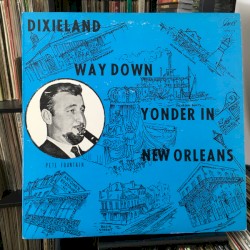 DIXIELAND
WAY DOWN
YONDER IN
NEW ORLEANS
PETE FOUNTAIN